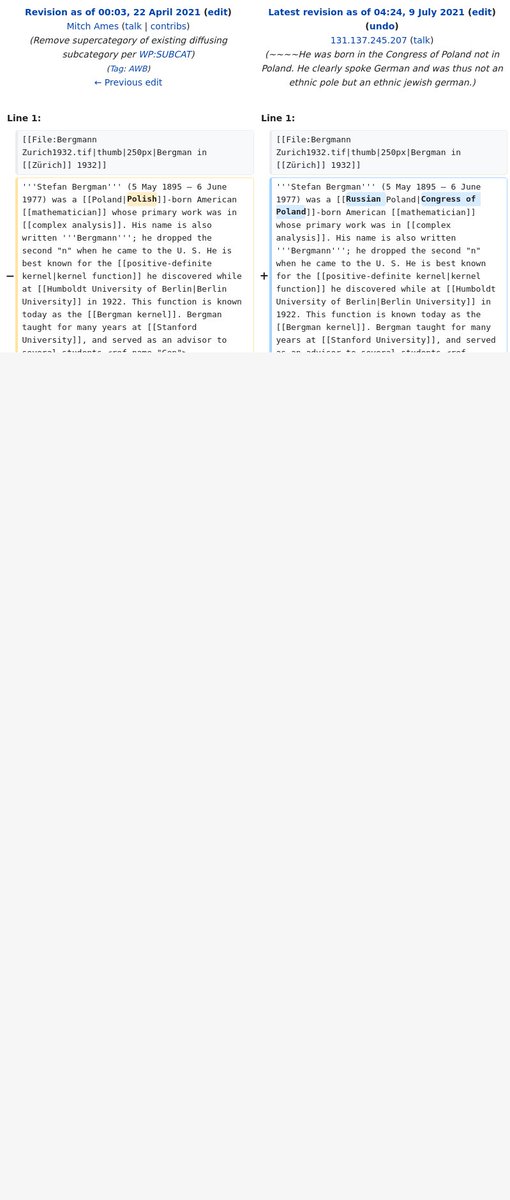 Revision as of 00:03, 22 April 2021 (edit)
Mitch Ames (talk | contribs)
(Remove supercategory of existing diffusing
subcategory per WP:SUBCAT)
(Tag: AWB)
← Previous edit
Latest revision as of 04:24, 9 July 2021 (edit)
(undo)
131.137.245.207 (talk)
(~~~~He was born in the Congress of Poland not in
Poland. He clearly spoke German and was thus not an
ethnic pole but an ethnic jewish german.)
Line 1:
Line 1:
[[File:Bergmann
Zurich1932.tif|thumb|250px|Bergman in
[[Zürich]] 1932]]
[[File:Bergmann
Zurich1932.tif|thumb|250px|Bergman in
[[Zürich]] 1932]]
−
'''Stefan Bergman''' (5 May 1895 – 6 June
1977) was a [[Poland|Polish]]-born American
[[mathematician]] whose primary work was in
[[complex analysis]]. His name is also
written '''Bergmann'''; he dropped the
second "n" when he came to the U. S. He is
best known for the [[positive-definite
kernel|kernel function]] he discovered while
at [[Humboldt University of Berlin|Berlin
University]] in 1922. This function is known
today as the [[Bergman kernel]]. Bergman
taught for many years at [[Stanford
University]], and served as an advisor to
several students.<ref name="Gen">
+
'''Stefan Bergman''' (5 May 1895 – 6 June
1977) was a [[Russian Poland|Congress of
Poland]]-born American [[mathematician]]
whose primary work was in [[complex
analysis]]. His name is also written
'''Bergmann'''; he dropped the second "n"
when he came to the U. S. He is best known
for the [[positive-definite kernel|kernel
function]] he discovered while at [[Humboldt
University of Berlin|Berlin University]] in
1922. This function is known today as the
[[Bergman kernel]]. Bergman taught for many
years at [[Stanford University]], and served
as an advisor to several students.<ref